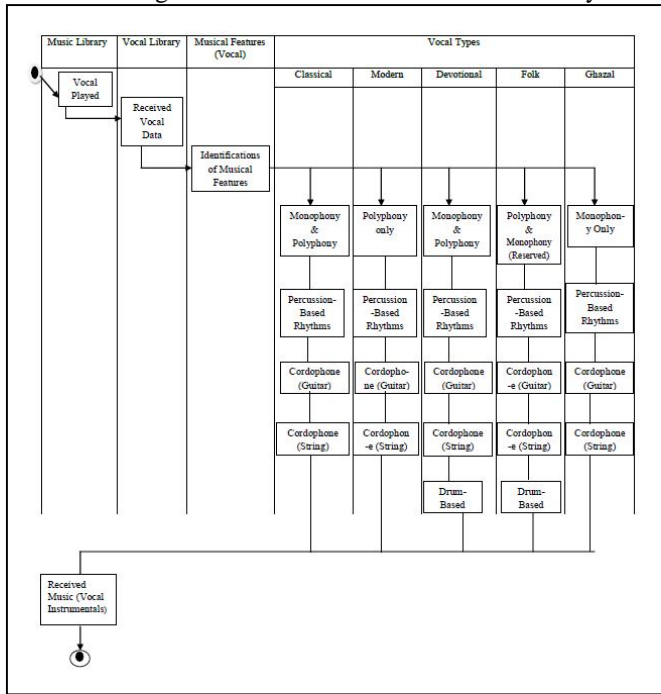 Music Library
Vocal Library
Musical Features
(Vocal)
Vocal Types
Classical
Modern
Devotional
Folk
Ghazal
Vocal
Played
Received
Vocal
Data
Identifications
of Musical
Features
Monophony
&
Polyphony
Polyphony
only
Monophony
&
Polyphony
Polyphony
&
Monophony
(Reserved)
Monophon-
y Only
Percussion-
Based
Rhythms
Percussion
-Based
Rhythms
Percussion
-Based
Rhythms
Percussion
-Based
Rhythms
Percussion-
Based
Rhythms
Cordophone
(Guitar)
Cordopho-
ne (Guitar)
Cordophone
(Guitar)
Cordophon
-e (Guitar)
Cordophone
(Guitar)
Cordophone
(String)
Cordophon
-e (String)
Cordophone
(String)
Cordophon
-e (String)
Cordophone
(String)
Drum-
Based
Drum-
Based
Received
Music (Vocal
Instrumentals)